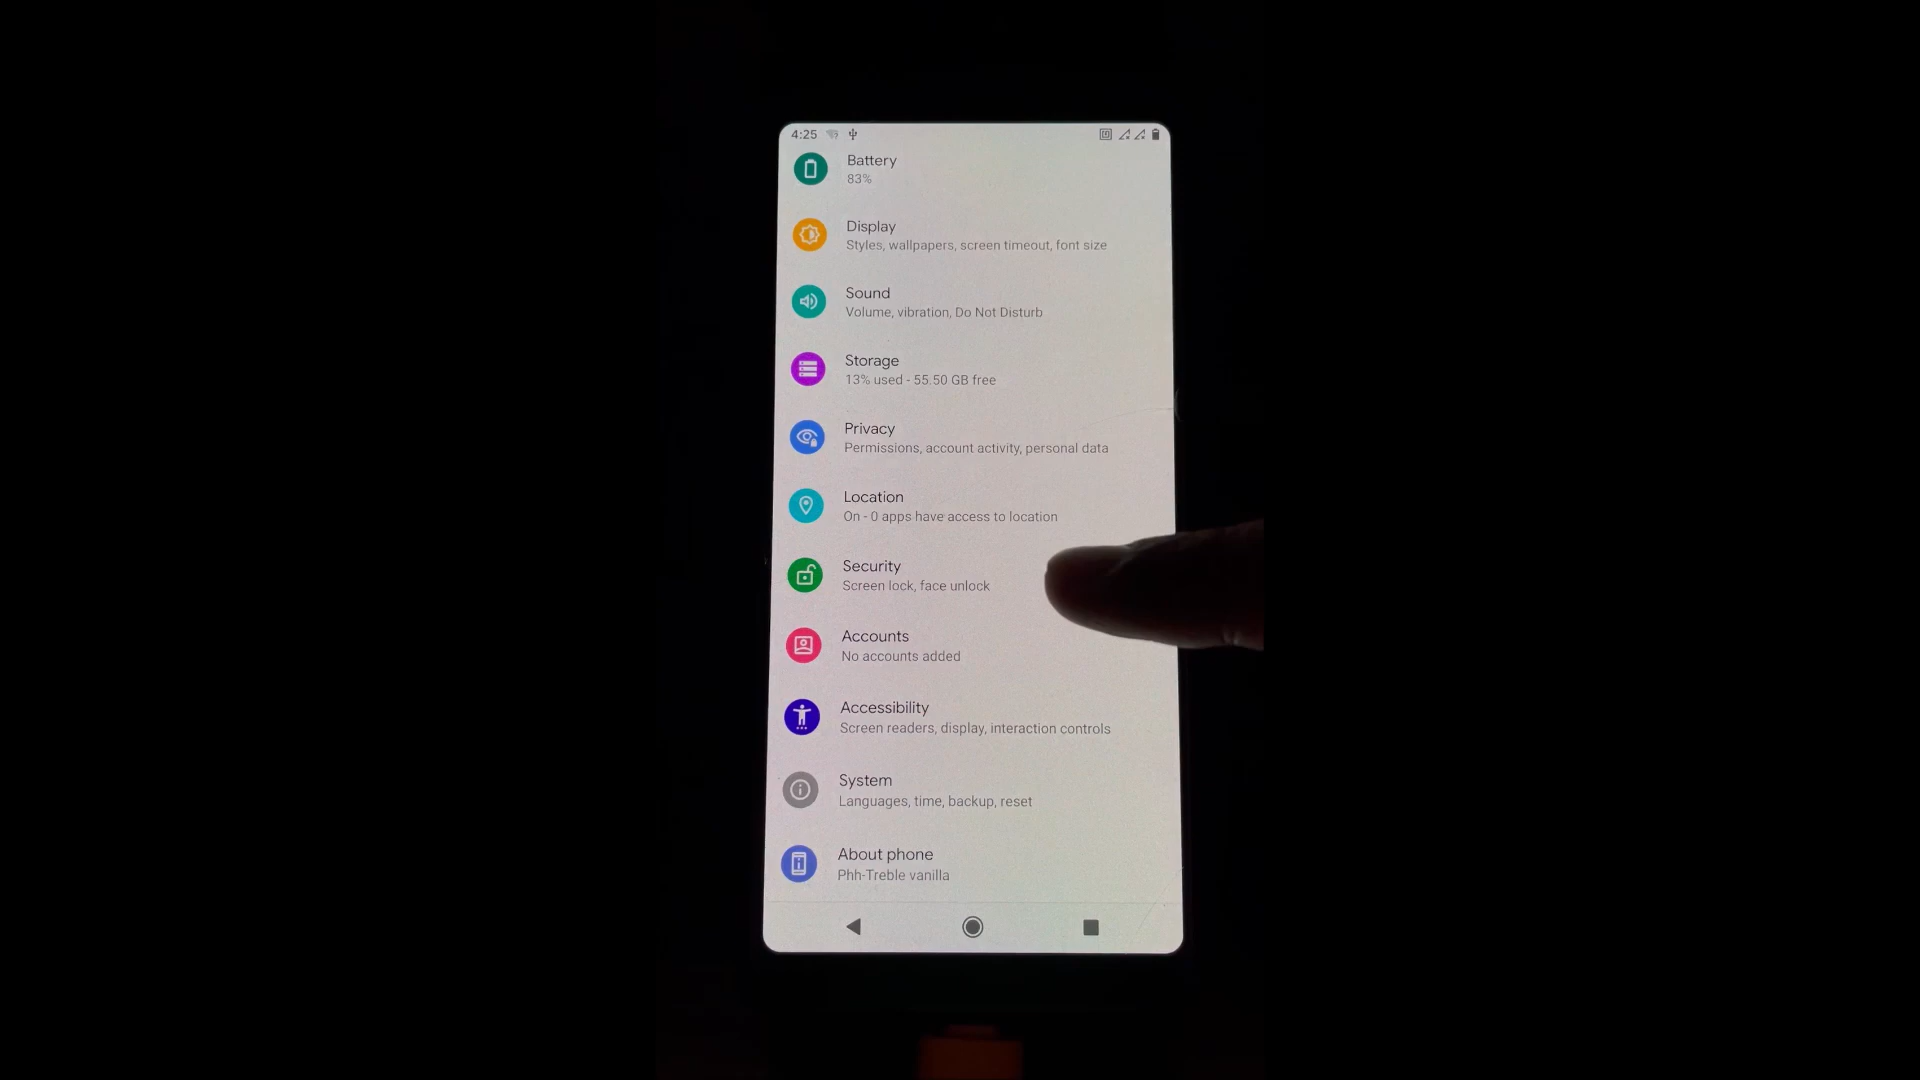 4:25
Battery
83%
Display
Styles, wallpapers, screen timeout, font size
Sound
Volume, vibration, Do Not Disturb
Storage
13% used - 55.50 GB free
Privacy
Permissions, account activity, personal data
Location
On - 0 apps have access to location
Security
Screen lock, face unlock
Accounts
No accounts added
Accessibility
Screen readers, display, interaction controls
System
Languages, time, backup, reset
About phone
Phh-Treble vanilla